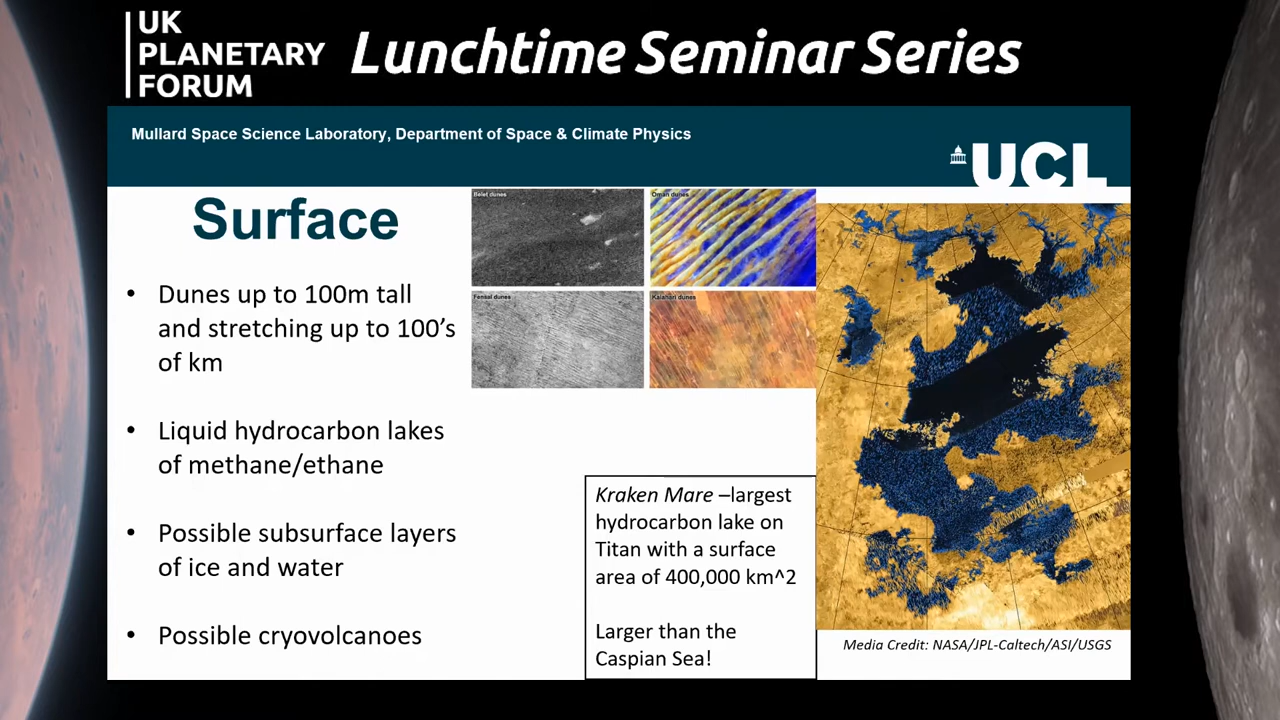 UK
PLANETARY
FORUM
Lunchtime Seminar Series
Mullard Space Science Laboratory, Department of Space & Climate Physics
UCL
Surface
• Dunes up to 100m tall
and stretching up to 100's
of km
• Liquid hydrocarbon lakes
of methane/ethane
• Possible subsurface layers
of ice and water
• Possible cryovolcanoes
Belet dunes
Oman dunes
Fensal dunes
Kalahari dunes
Kraken Mare –largest
hydrocarbon lake on
Titan with a surface
area of 400,000 km^2
Larger than the
Caspian Sea!
Media Credit: NASA/JPL-Caltech/ASI/USGS